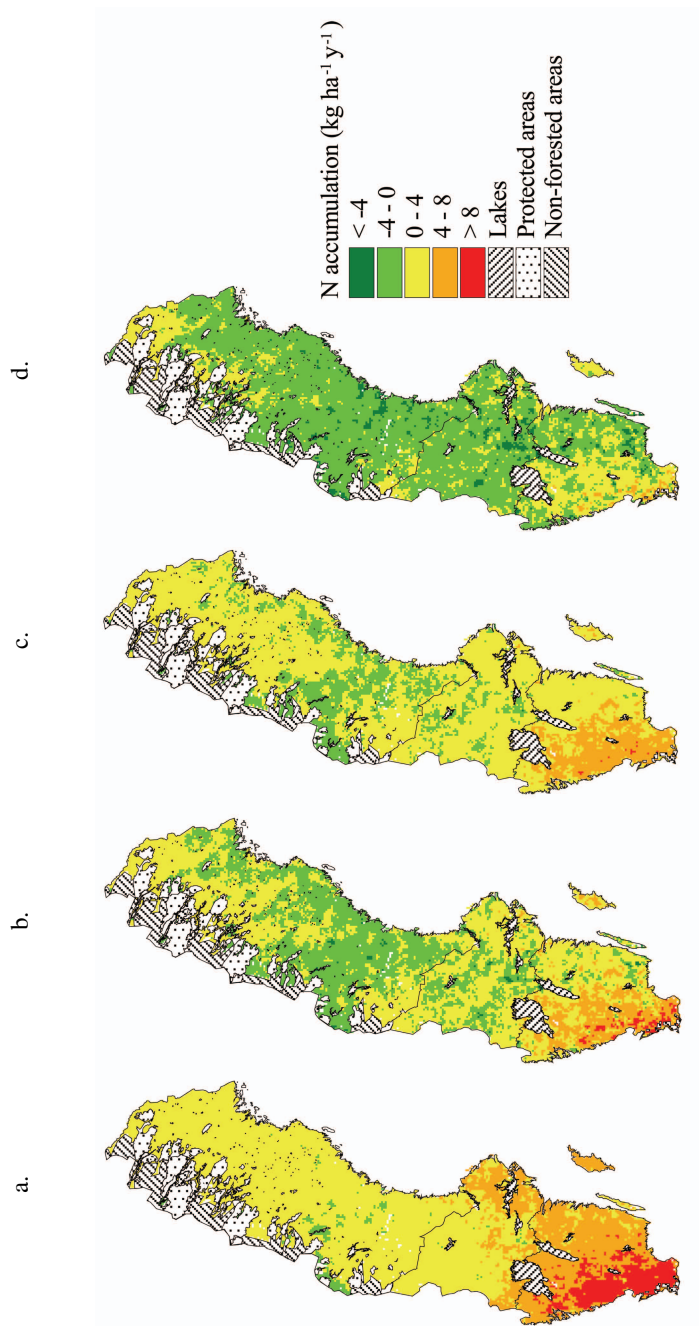 a.
b.
c.
d.
N accumulation (kg ha⁻¹ y⁻¹)
< -4
-4 - 0
0 - 4
4 - 8
> 8
Lakes
Protected areas
Non-forested areas